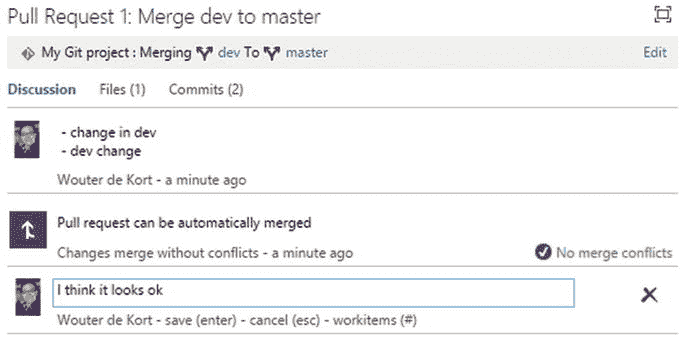 Pull Request 1: Merge dev to master
My Git project : Merging dev To master Edit
Discussion Files (1) Commits (2)
- change in dev
- dev change
Wouter de Kort - a minute ago
Pull request can be automatically merged
Changes merge without conflicts - a minute ago No merge conflicts
I think it looks ok
Wouter de Kort - save (enter) - cancel (esc) - workitems (#)